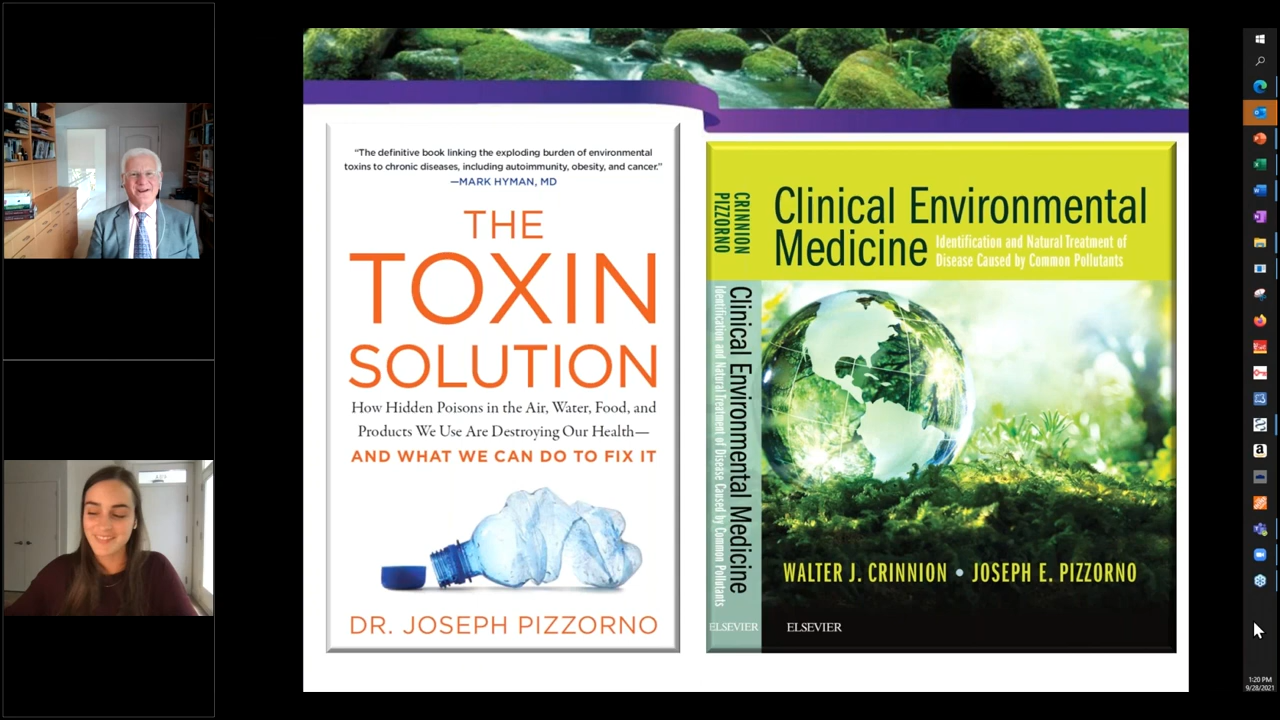 “The definitive book linking the exploding burden of environmental
toxins to chronic diseases, including autoimmunity, obesity, and cancer.”
—MARK HYMAN, MD
THE
TOXIN
SOLUTION
How Hidden Poisons in the Air, Water, Food, and
Products We Use Are Destroying Our Health—
AND WHAT WE CAN DO TO FIX IT
DR. JOSEPH PIZZORNO
CRINNION
PIZZORNO
Clinical Environmental Medicine
Identification and Natural Treatment of Disease Caused by Common Pollutants
ELSEVIER
Clinical Environmental
Medicine
Identification and Natural Treatment of
Disease Caused by Common Pollutants
WALTER J. CRINNION • JOSEPH E. PIZZORNO
ELSEVIER
1:20 PM
9/28/2021